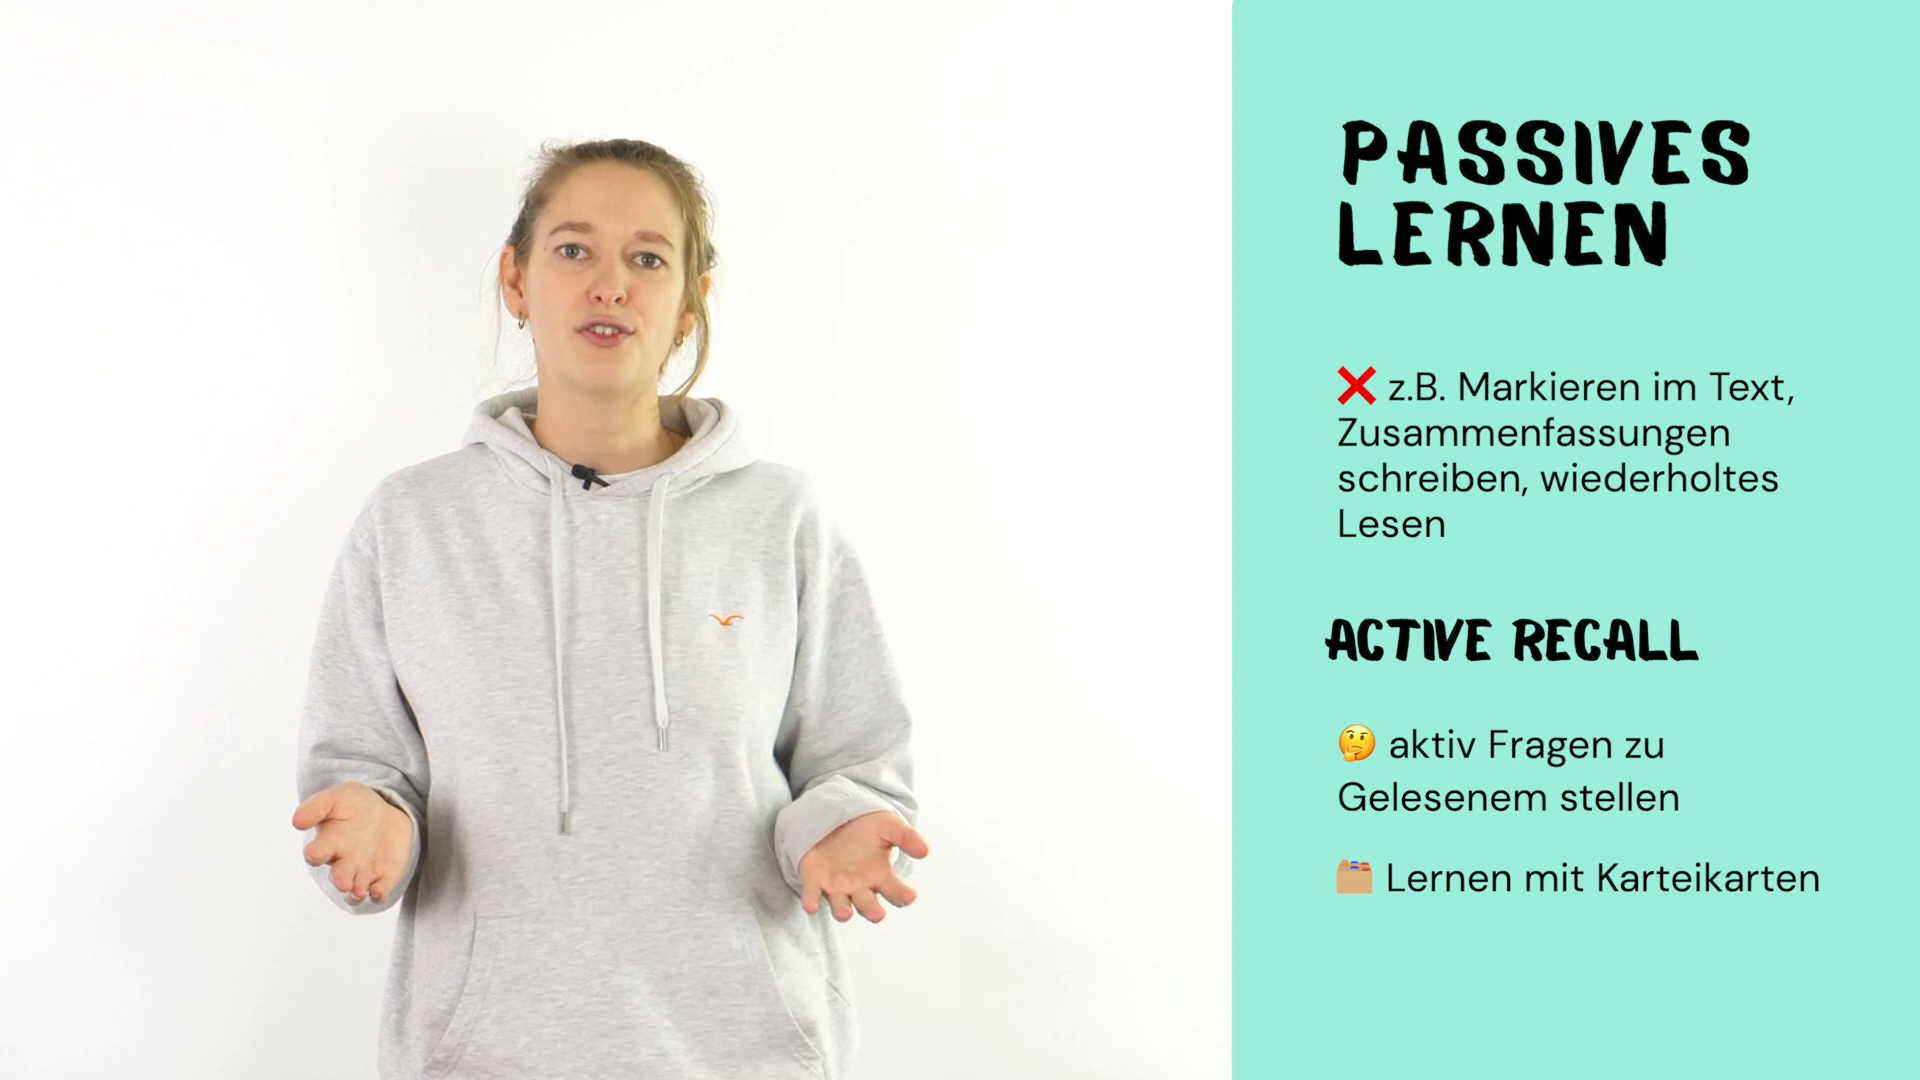 PASSIVES
LERNEN
❌ z.B. Markieren im Text,
Zusammenfassungen
schreiben, wiederholtes
Lesen
ACTIVE RECALL
🤔 aktiv Fragen zu
Gelesenem stellen
🗂️ Lernen mit Karteikarten